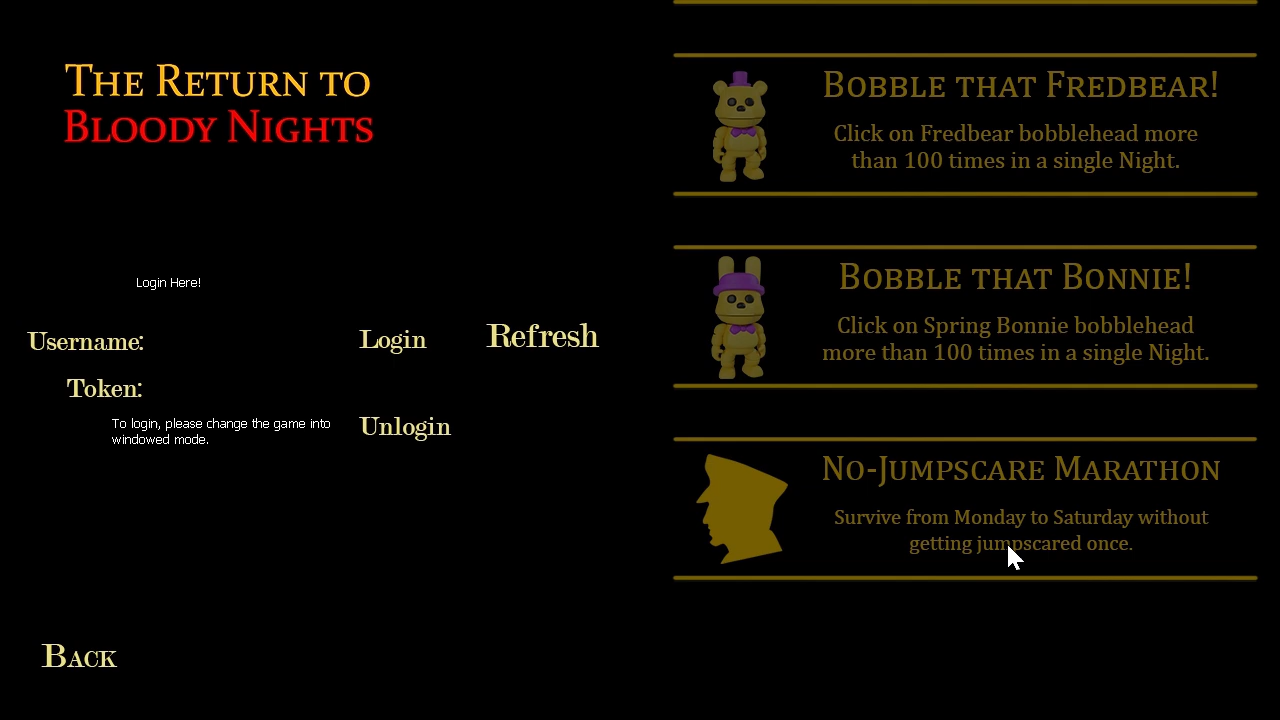 The Return to
Bloody Nights
Login Here!
Username:
Login
Refresh
Token:
To login, please change the game into
windowed mode.
Unlogin
Back
Bobble that Fredbear!
Click on Fredbear bobblehead more
than 100 times in a single Night.
Bobble that Bonnie!
Click on Spring Bonnie bobblehead
more than 100 times in a single Night.
No-Jumpscare Marathon
Survive from Monday to Saturday without
getting jumpscared once.